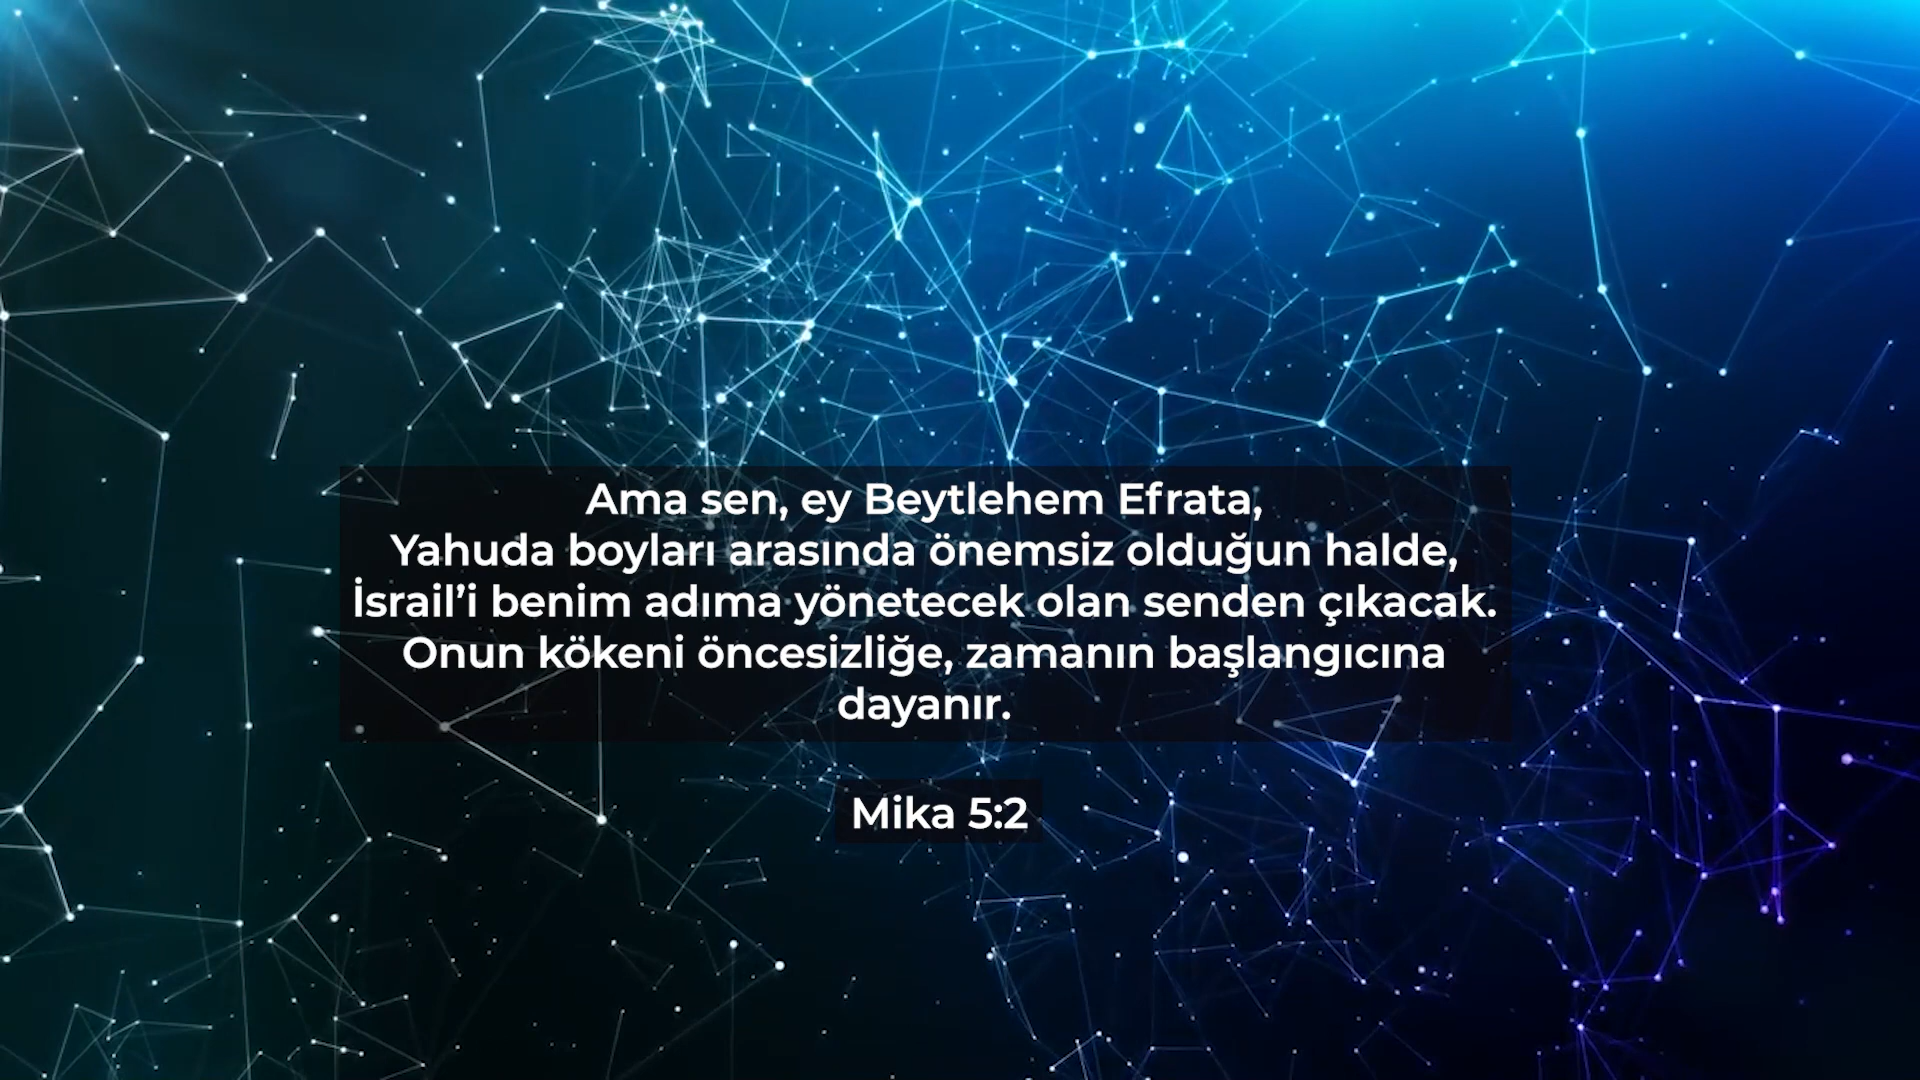 Ama sen, ey Beytlehem Efrata,
Yahuda boyları arasında önemsiz olduğun halde,
İsrail’i benim adıma yönetecek olan senden çıkacak.
Onun kökeni öncesizliğe, zamanın başlangıcına
dayanır.
Mika 5:2